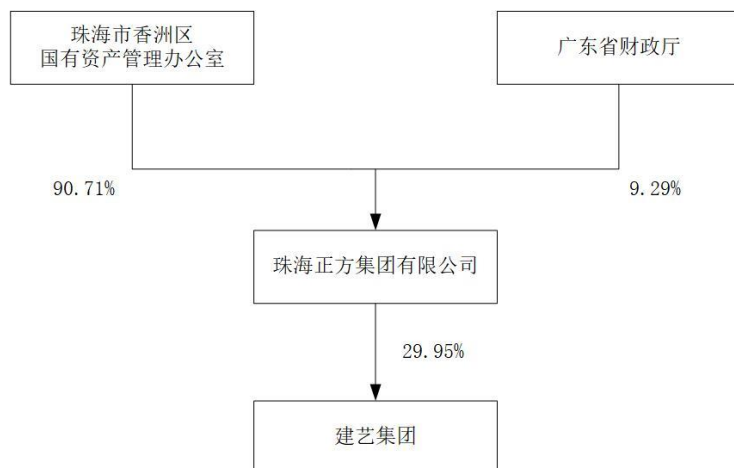 珠海市香洲区
国有资产管理办公室
广东省财政厅
90.71%
9.29%
珠海正方集团有限公司
29.95%
建艺集团